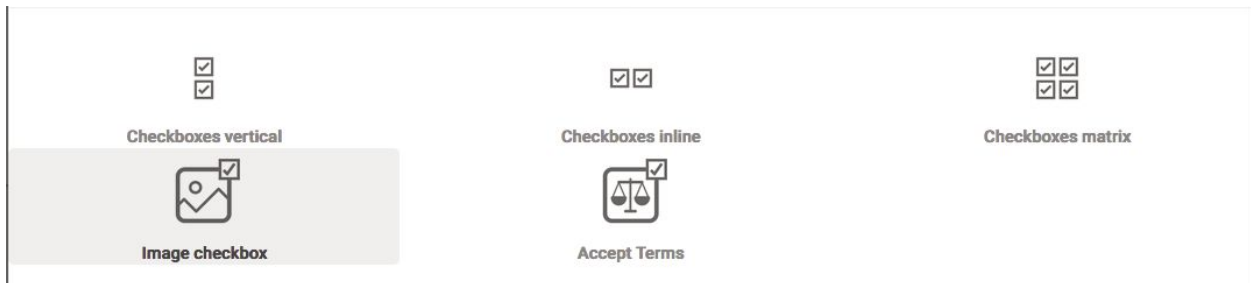 Checkboxes vertical
Checkboxes inline
Checkboxes matrix
Image checkbox
Accept Terms